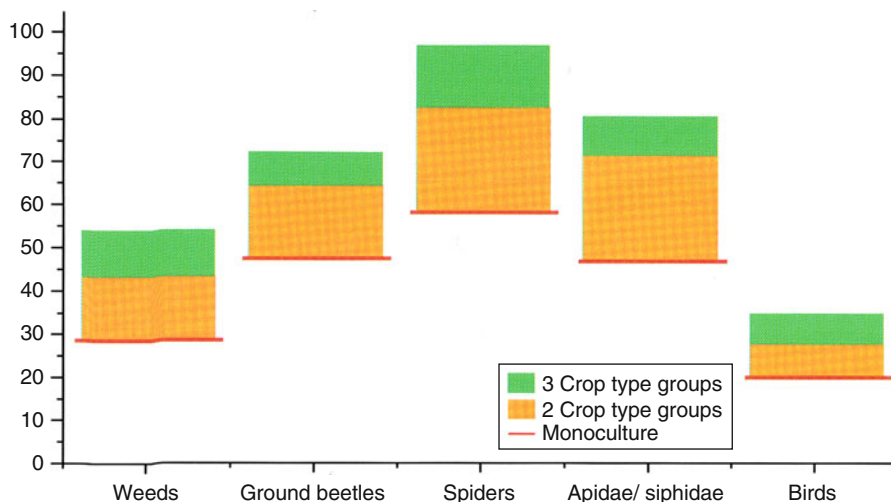 100
90
80
70
60
50
40
30
20
10
0
3 Crop type groups
2 Crop type groups
Monoculture
Weeds Ground beetles Spiders Apidae/ siphidae Birds